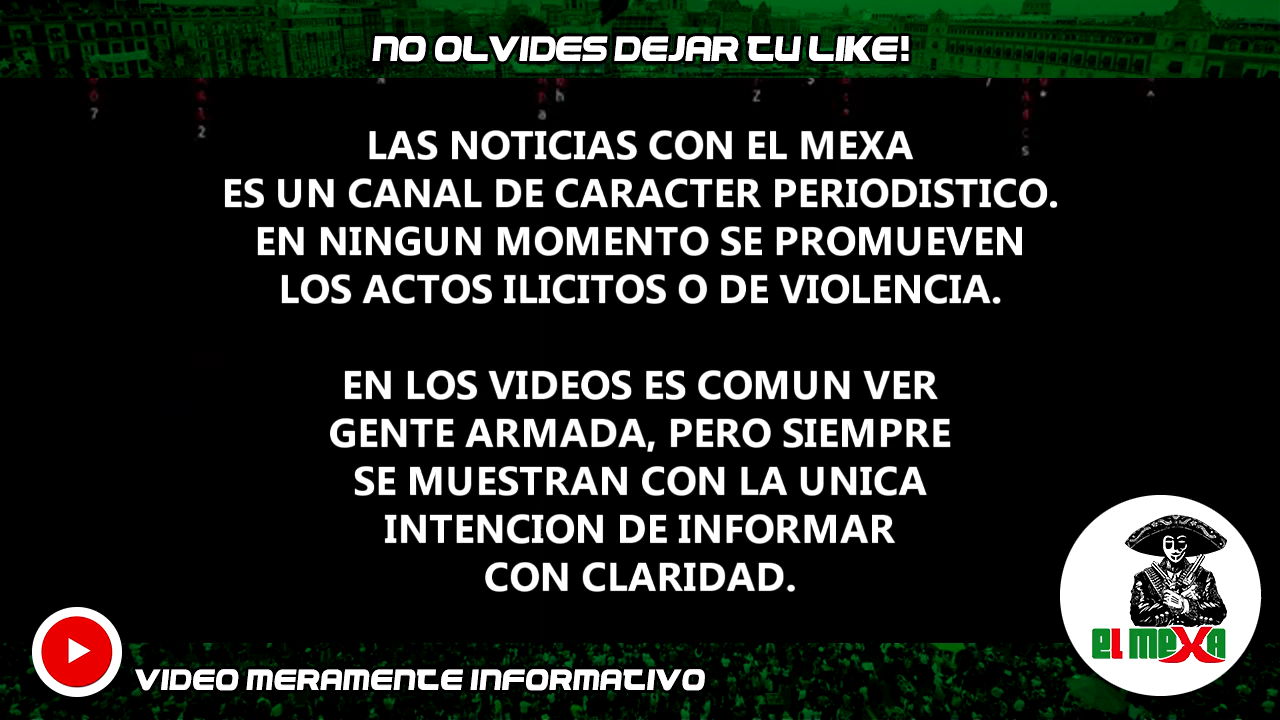 NO OLVIDES DEJAR TU LIKE!
LAS NOTICIAS CON EL MEXA
ES UN CANAL DE CARACTER PERIODISTICO.
EN NINGUN MOMENTO SE PROMUEVEN
LOS ACTOS ILICITOS O DE VIOLENCIA.
EN LOS VIDEOS ES COMUN VER
GENTE ARMADA, PERO SIEMPRE
SE MUESTRAN CON LA UNICA
INTENCION DE INFORMAR
CON CLARIDAD.
EL MEXA
VIDEO MERAMENTE INFORMATIVO